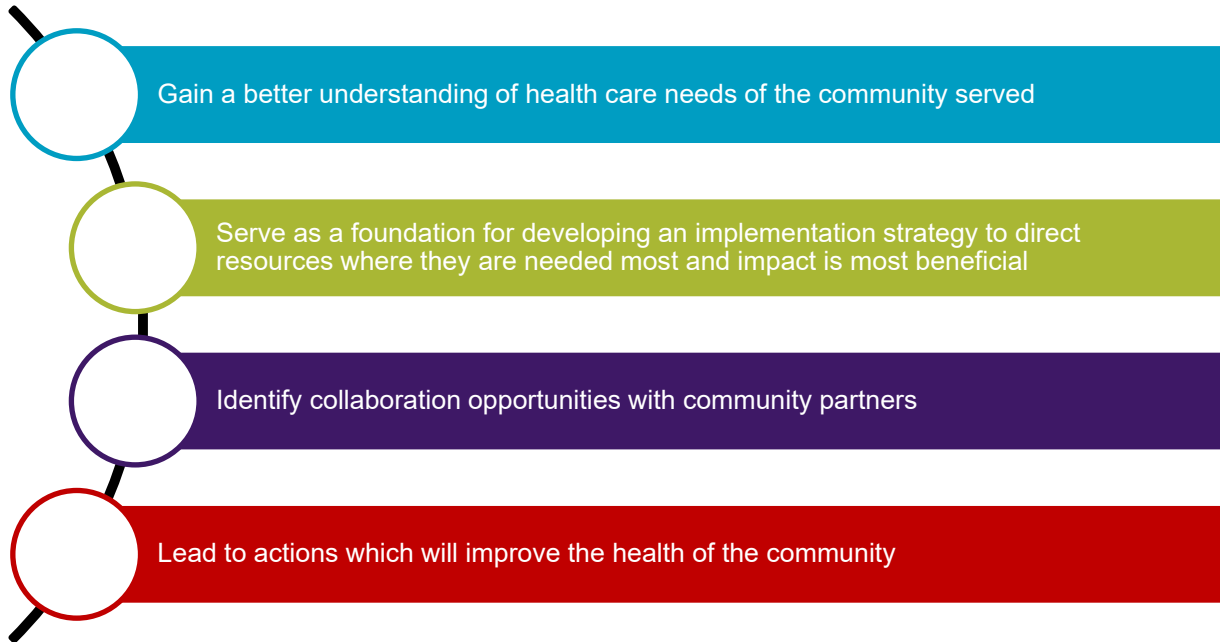 Gain a better understanding of health care needs of the community served
Serve as a foundation for developing an implementation strategy to direct
resources where they are needed most and impact is most beneficial
Identify collaboration opportunities with community partners
Lead to actions which will improve the health of the community